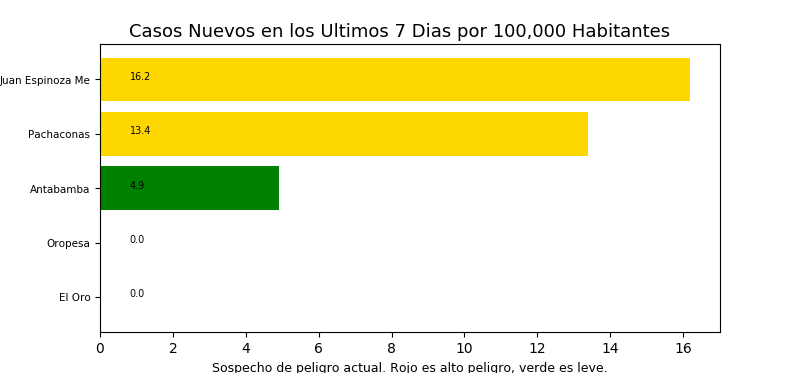 Casos Nuevos en los Ultimos 7 Dias por 100,000 Habitantes
Juan Espinoza Me
16.2
Pachaconas
13.4
Antabamba
4.9
Oropesa
0.0
El Oro
0.0
0 2 4 6 8 10 12 14 16
Sospecho de peligro actual. Rojo es alto peligro, verde es leve.